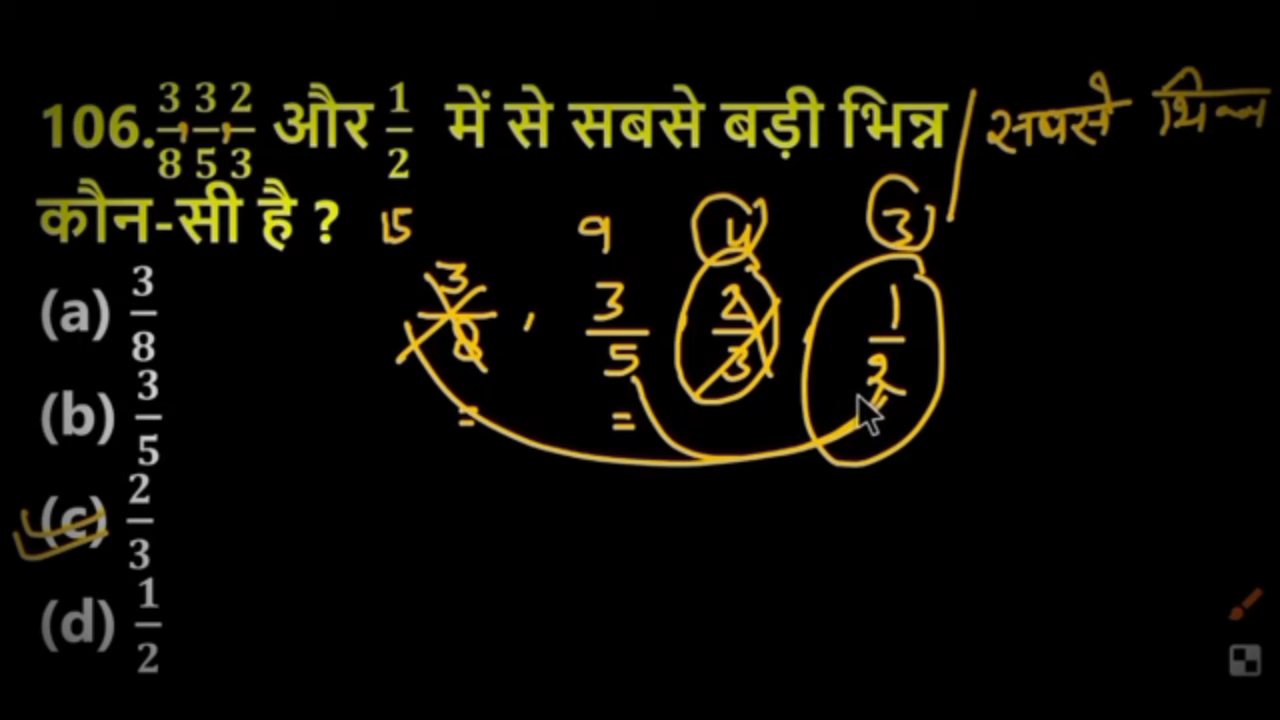 106. 3/8, 3/5, 2/3 और 1/2 में से सबसे बड़ी भिन्न / सबसे भिन्न
कौन-सी है ?
15 9 4 3
3/8 , 3/5 2/3 1/2
= =
(a) 3/8
(b) 3/5
(c) 2/3
(d) 1/2